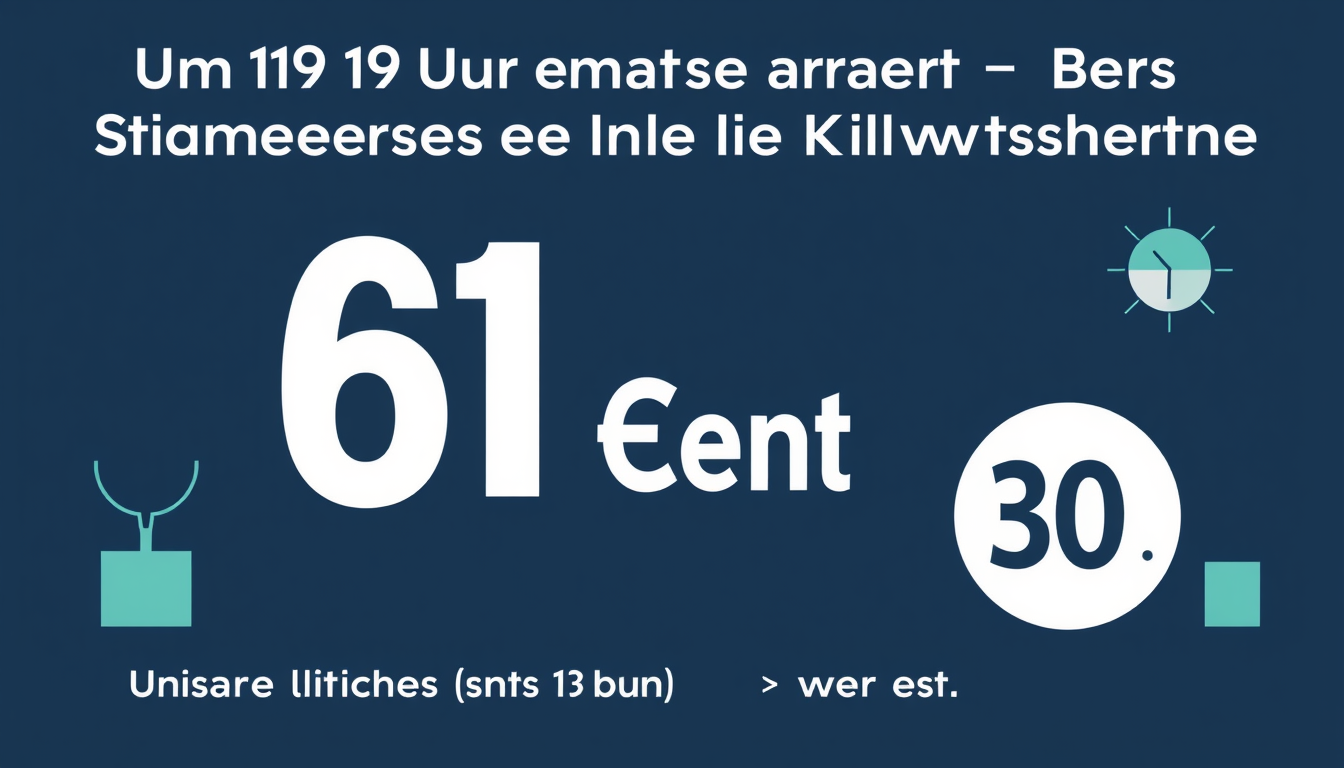 Um 119 19 Uur ematse arraert – Bers
Stiameeerses ee Inle lie Killwwtsshertne
61 €ent
30.
Unisare llitiches (snts 13 bun) > wer est.